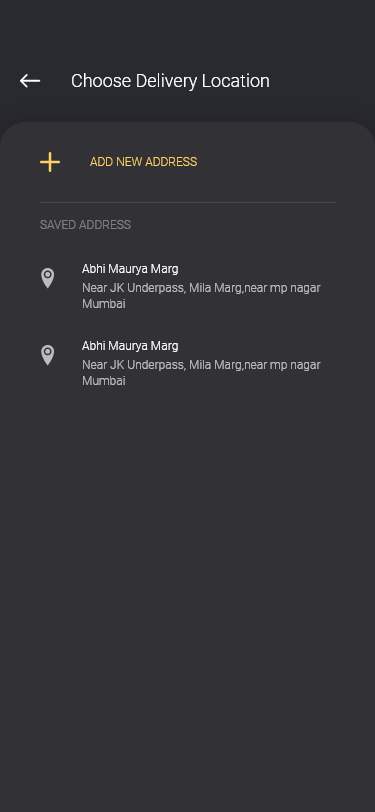 Choose Delivery Location
ADD NEW ADDRESS
SAVED ADDRESS
Abhi Maurya Marg
Near JK Underpass, Mila Marg,near mp nagar
Mumbai
Abhi Maurya Marg
Near JK Underpass, Mila Marg,near mp nagar
Mumbai